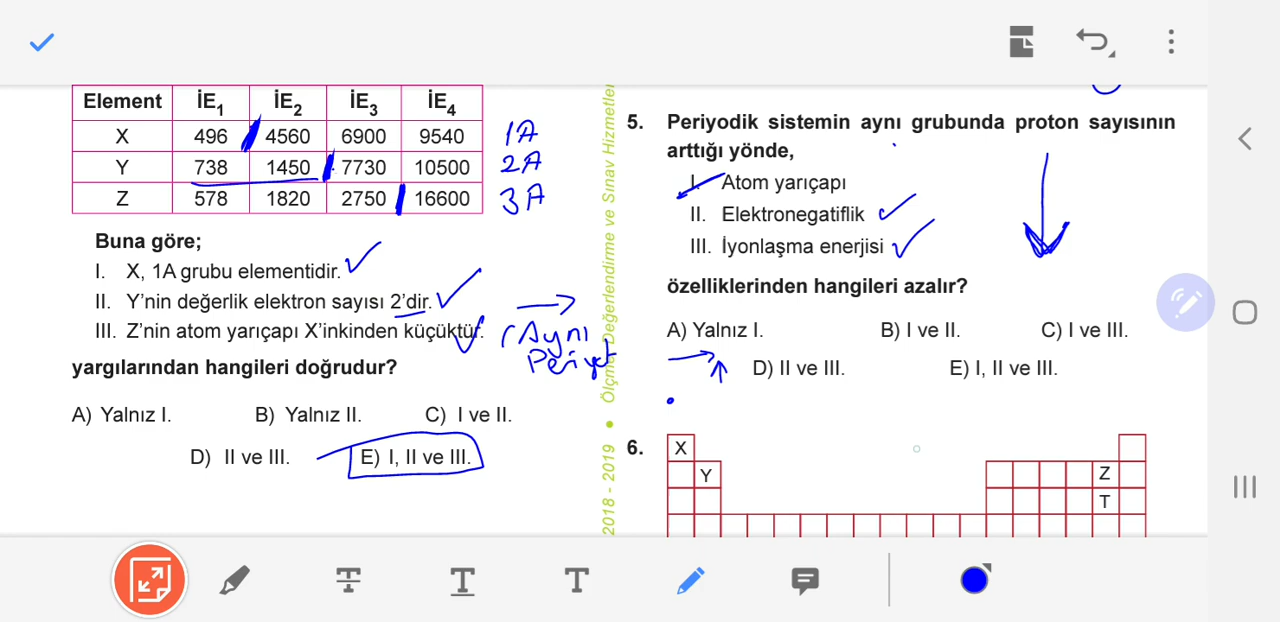 Element İE1 İE2 İE3 İE4
X 496 4560 6900 9540 1A
Y 738 1450 7730 10500 2A
Z 578 1820 2750 16600 3A
Buna göre;
I. X, 1A grubu elementidir.
II. Y'nin değerlik elektron sayısı 2'dir.
III. Z'nin atom yarıçapı X'inkinden küçüktür.
(Aynı
Periyot
yargılarından hangileri doğrudur?
A) Yalnız I. B) Yalnız II. C) I ve II.
D) II ve III. E) I, II ve III.
2018 - 2019 • Ölçme Değerlendirme ve Sınav Hizmetler
5. Periyodik sistemin aynı grubunda proton sayısının
arttığı yönde,
I. Atom yarıçapı
II. Elektronegatiflik
III. İyonlaşma enerjisi
özelliklerinden hangileri azalır?
A) Yalnız I. B) I ve II. C) I ve III.
D) II ve III. E) I, II ve III.
6.
X
Y Z
T
T T T